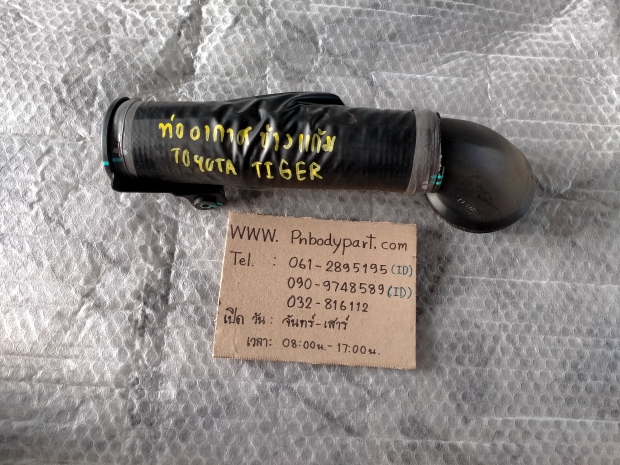 ท่ออากาศข้างแก้ม
TOYOTA TIGER
WWW. Pnbodypart.com
Tel. : 061-2895195 (ID)
090-9748589 (ID)
032-816112
เปิด วัน : จันทร์-เสาร์
เวลา: 08:00น.-17:00น.